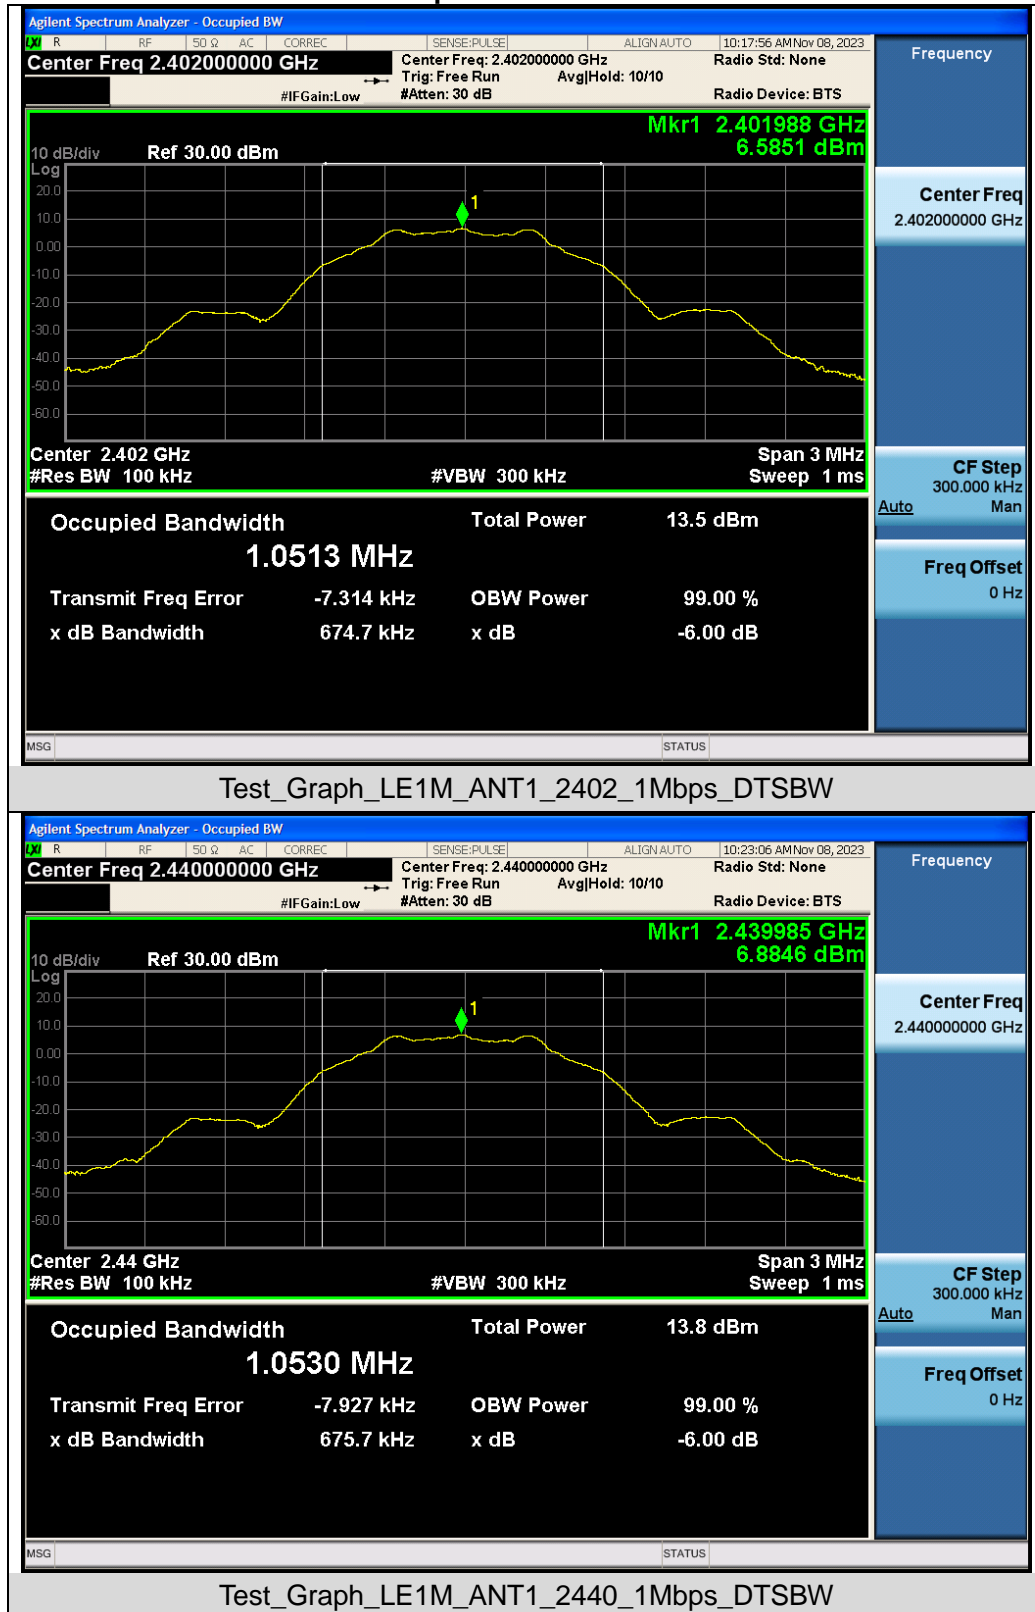 Agilent Spectrum Analyzer - Occupied BW
LXI R RF 50 Ω AC CORREC SENSE:PULSE ALIGN AUTO 10:17:56 AM Nov 08, 2023
Center Freq 2.402000000 GHz
Center Freq: 2.402000000 GHz
Radio Std: None
Trig: Free Run Avg|Hold: 10/10
#IFGain:Low #Atten: 30 dB Radio Device: BTS
Frequency
Mkr1 2.401988 GHz
6.5851 dBm
10 dB/div Ref 30.00 dBm
Log
20.0
10.0
0.00
-10.0
-20.0
-30.0
-40.0
-50.0
-60.0
1
Center Freq
2.402000000 GHz
Center 2.402 GHz Span 3 MHz
#Res BW 100 kHz #VBW 300 kHz Sweep 1 ms
CF Step
300.000 kHz
Auto Man
Occupied Bandwidth Total Power 13.5 dBm
1.0513 MHz
Transmit Freq Error -7.314 kHz OBW Power 99.00 %
x dB Bandwidth 674.7 kHz x dB -6.00 dB
Freq Offset
0 Hz
MSG STATUS
Test_Graph_LE1M_ANT1_2402_1Mbps_DTSBW
Agilent Spectrum Analyzer - Occupied BW
LXI R RF 50 Ω AC CORREC SENSE:PULSE ALIGN AUTO 10:23:06 AM Nov 08, 2023
Center Freq 2.440000000 GHz
Center Freq: 2.440000000 GHz
Radio Std: None
Trig: Free Run Avg|Hold: 10/10
#IFGain:Low #Atten: 30 dB Radio Device: BTS
Frequency
Mkr1 2.439985 GHz
6.8846 dBm
10 dB/div Ref 30.00 dBm
Log
20.0
10.0
0.00
-10.0
-20.0
-30.0
-40.0
-50.0
-60.0
1
Center Freq
2.440000000 GHz
Center 2.44 GHz Span 3 MHz
#Res BW 100 kHz #VBW 300 kHz Sweep 1 ms
CF Step
300.000 kHz
Auto Man
Occupied Bandwidth Total Power 13.8 dBm
1.0530 MHz
Transmit Freq Error -7.927 kHz OBW Power 99.00 %
x dB Bandwidth 675.7 kHz x dB -6.00 dB
Freq Offset
0 Hz
MSG STATUS
Test_Graph_LE1M_ANT1_2440_1Mbps_DTSBW